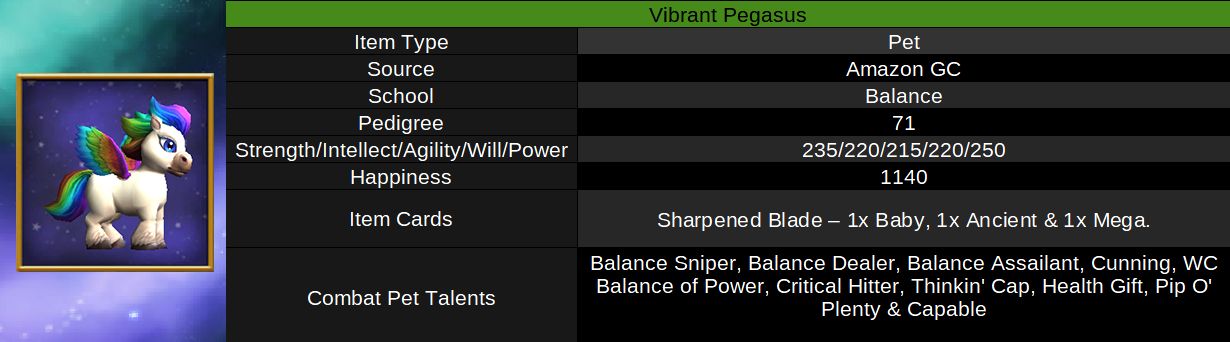 Vibrant Pegasus
Item Type Pet
Source Amazon GC
School Balance
Pedigree 71
Strength/Intellect/Agility/Will/Power 235/220/215/220/250
Happiness 1140
Item Cards Sharpened Blade – 1x Baby, 1x Ancient & 1x Mega.
Combat Pet Talents
Balance Sniper, Balance Dealer, Balance Assailant, Cunning, WC
Balance of Power, Critical Hitter, Thinkin' Cap, Health Gift, Pip O'
Plenty & Capable